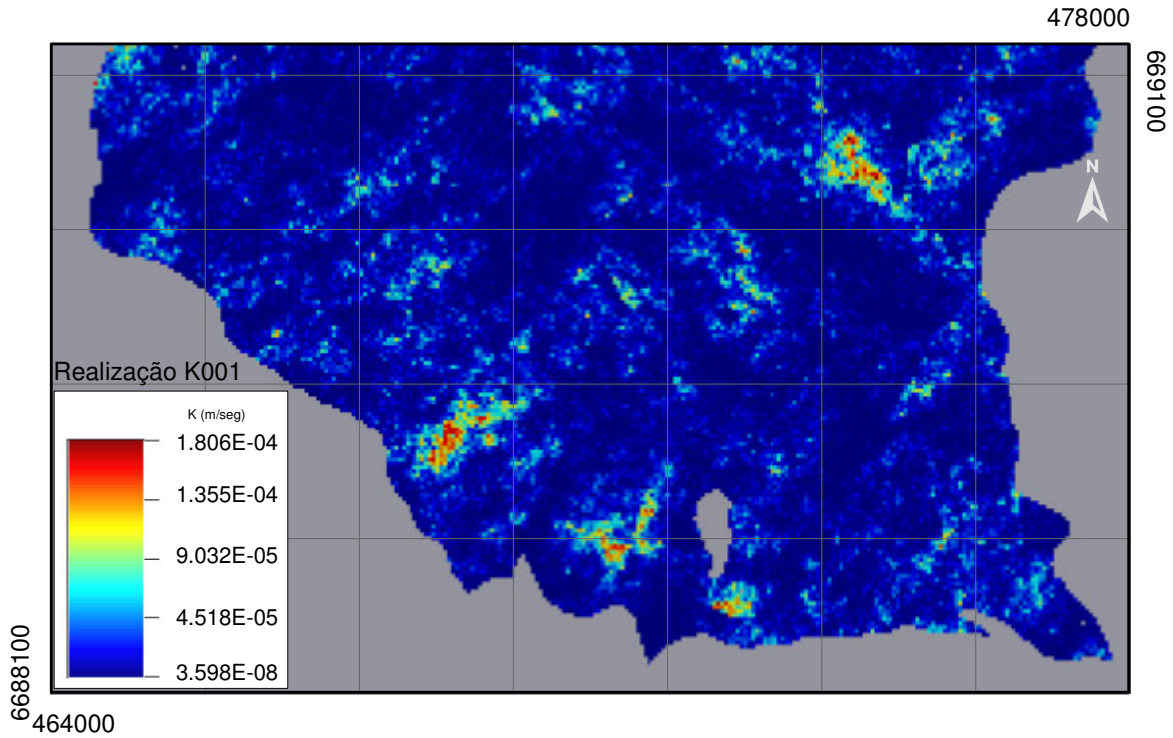 478000
669100
N
Realização K001
K (m/seg)
1.806E-04
1.355E-04
9.032E-05
4.518E-05
3.598E-08
6688100
464000